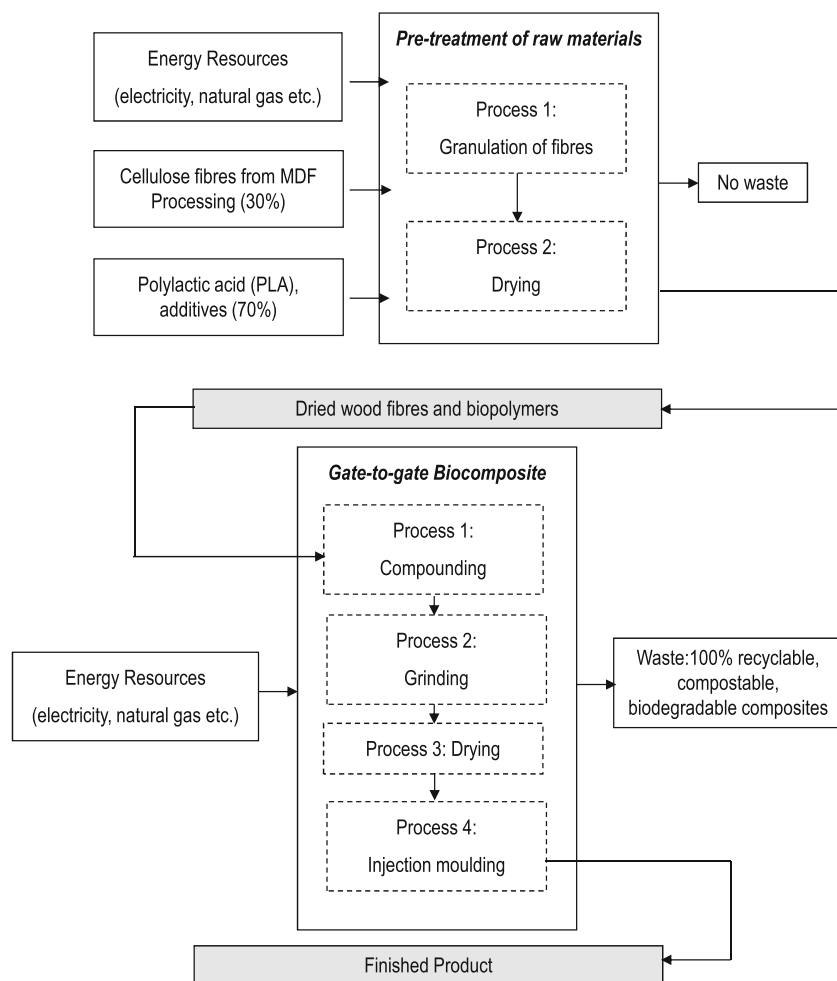 Pre-treatment of raw materials
Energy Resources
(electricity, natural gas etc.)
Process 1:
Granulation of fibres
Cellulose fibres from MDF
Processing (30%)
No waste
Process 2:
Drying
Polylactic acid (PLA),
additives (70%)
Dried wood fibres and biopolymers
Gate-to-gate Biocomposite
Process 1:
Compounding
Process 2:
Grinding
Energy Resources
(electricity, natural gas etc.)
Waste:100% recyclable,
compostable,
biodegradable composites
Process 3: Drying
Process 4:
Injection moulding
Finished Product